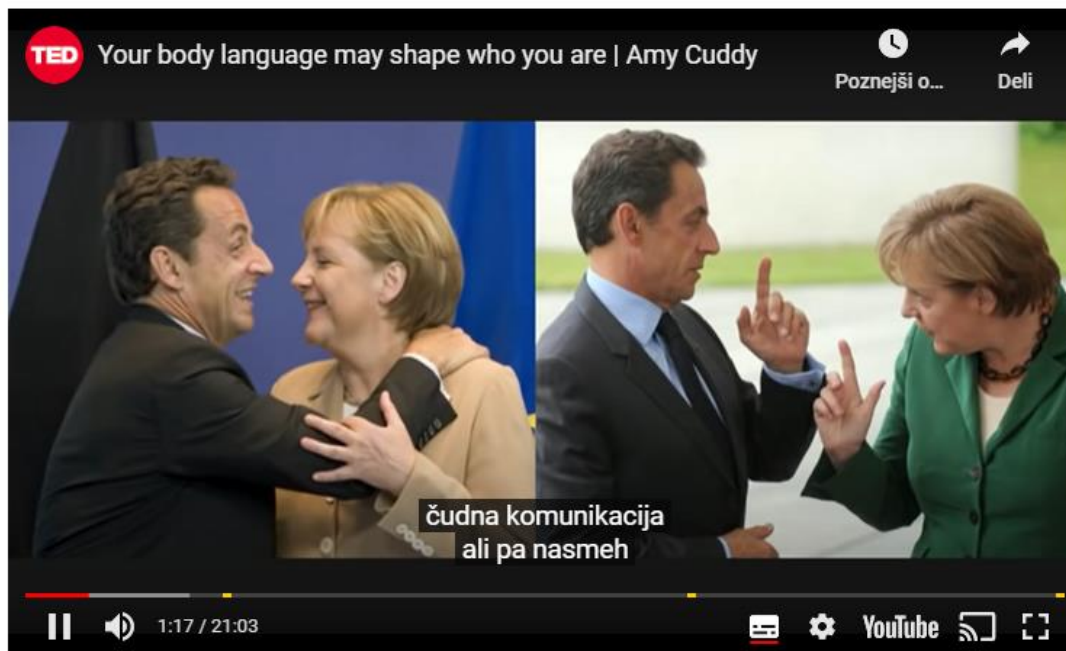 TED
Your body language may shape who you are | Amy Cuddy
Poznejši o...
Deli
čudna komunikacija
ali pa nasmeh
1:17 / 21:03
YouTube